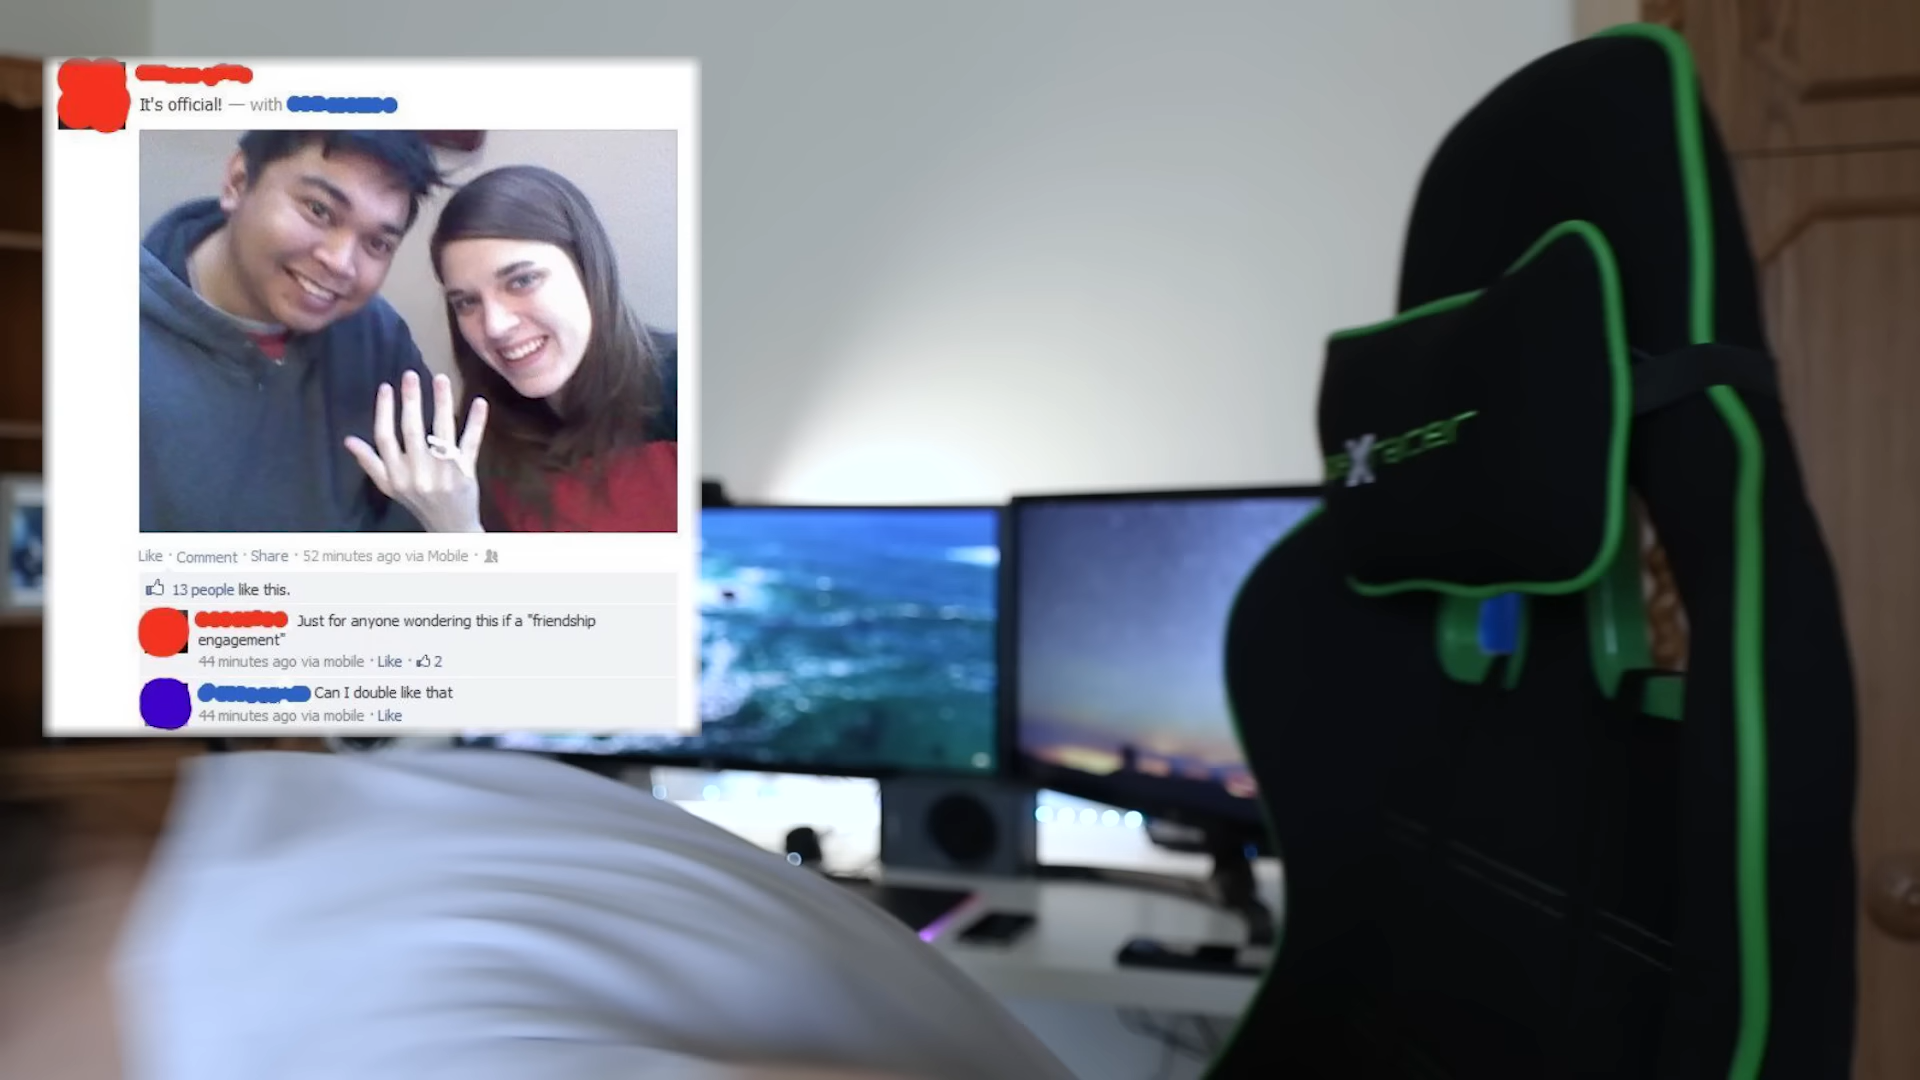 It's official! — with
Like · Comment · Share · 52 minutes ago via Mobile ·
13 people like this.
Just for anyone wondering this if a "friendship
engagement"
44 minutes ago via mobile · Like · 2
Can I double like that
44 minutes ago via mobile · Like
racer